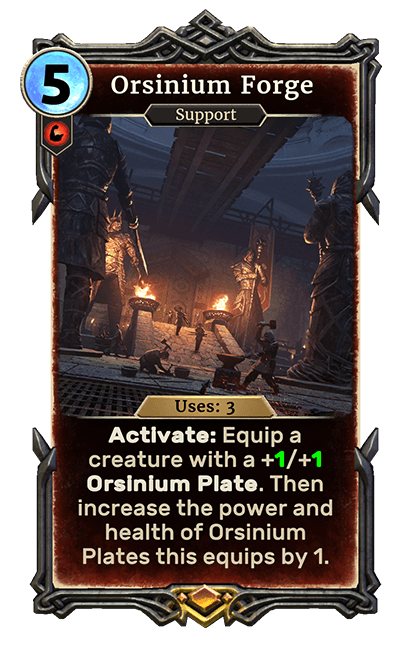 5
Orsinium Forge
Support
Uses: 3
Activate: Equip a
creature with a +1/+1
Orsinium Plate. Then
increase the power and
health of Orsinium
Plates this equips by 1.